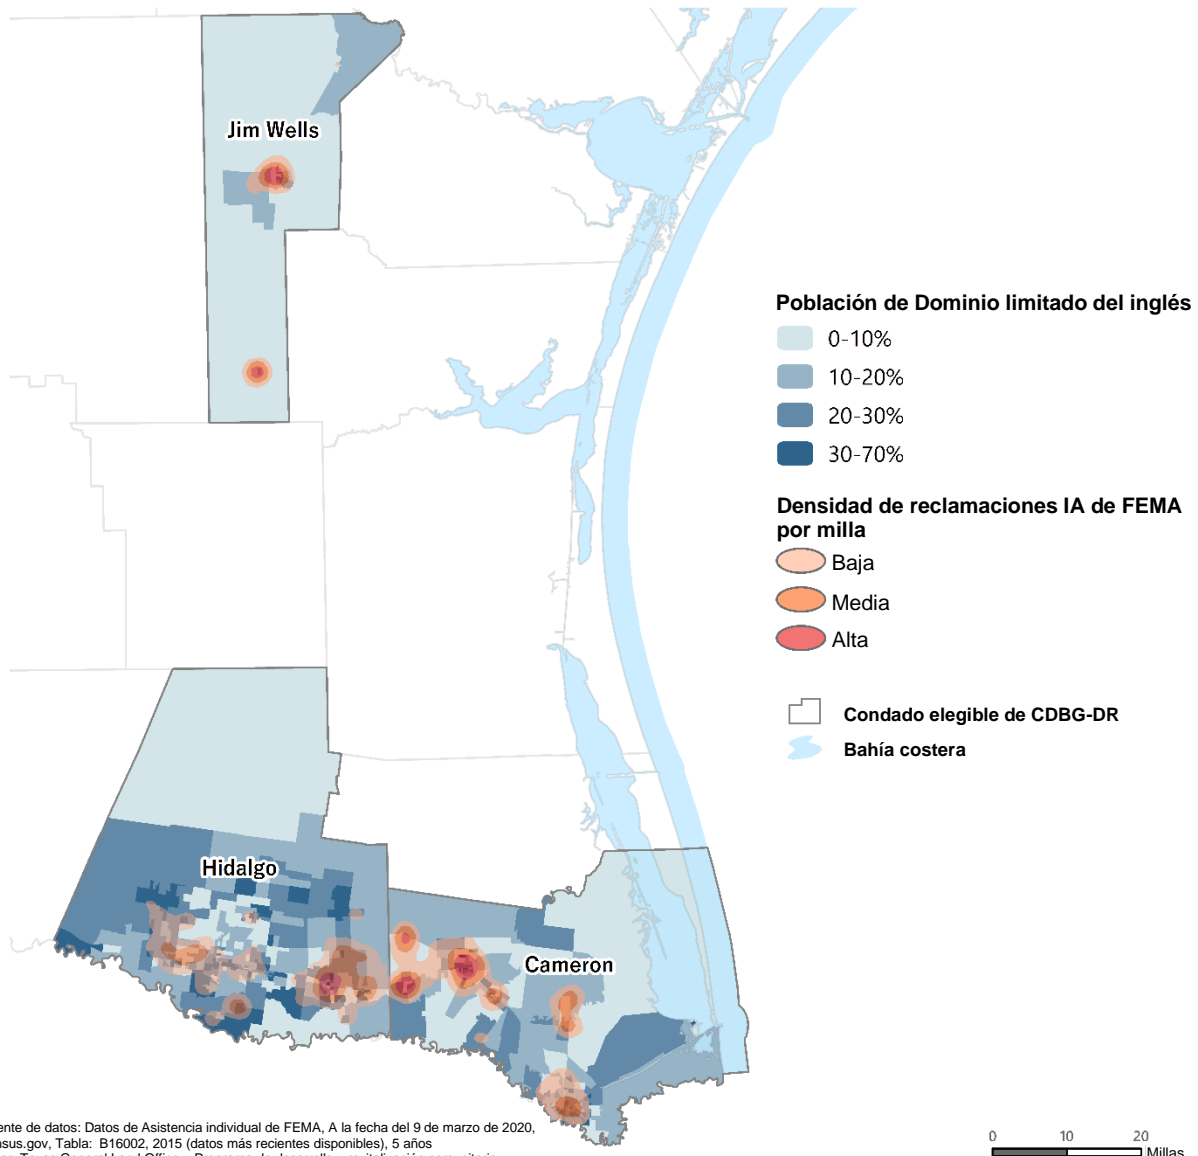 Jim Wells
Población de Dominio limitado del inglés
0-10%
10-20%
20-30%
30-70%
Densidad de reclamaciones IA de FEMA
por milla
Baja
Media
Alta
Condado elegible de CDBG-DR
Bahía costera
Hidalgo
Cameron
ente de datos: Datos de Asistencia individual de FEMA, A la fecha del 9 de marzo de 2020,
nsus.gov, Tabla: B16002, 2015 (datos más recientes disponibles), 5 años
0 10 20
Millas